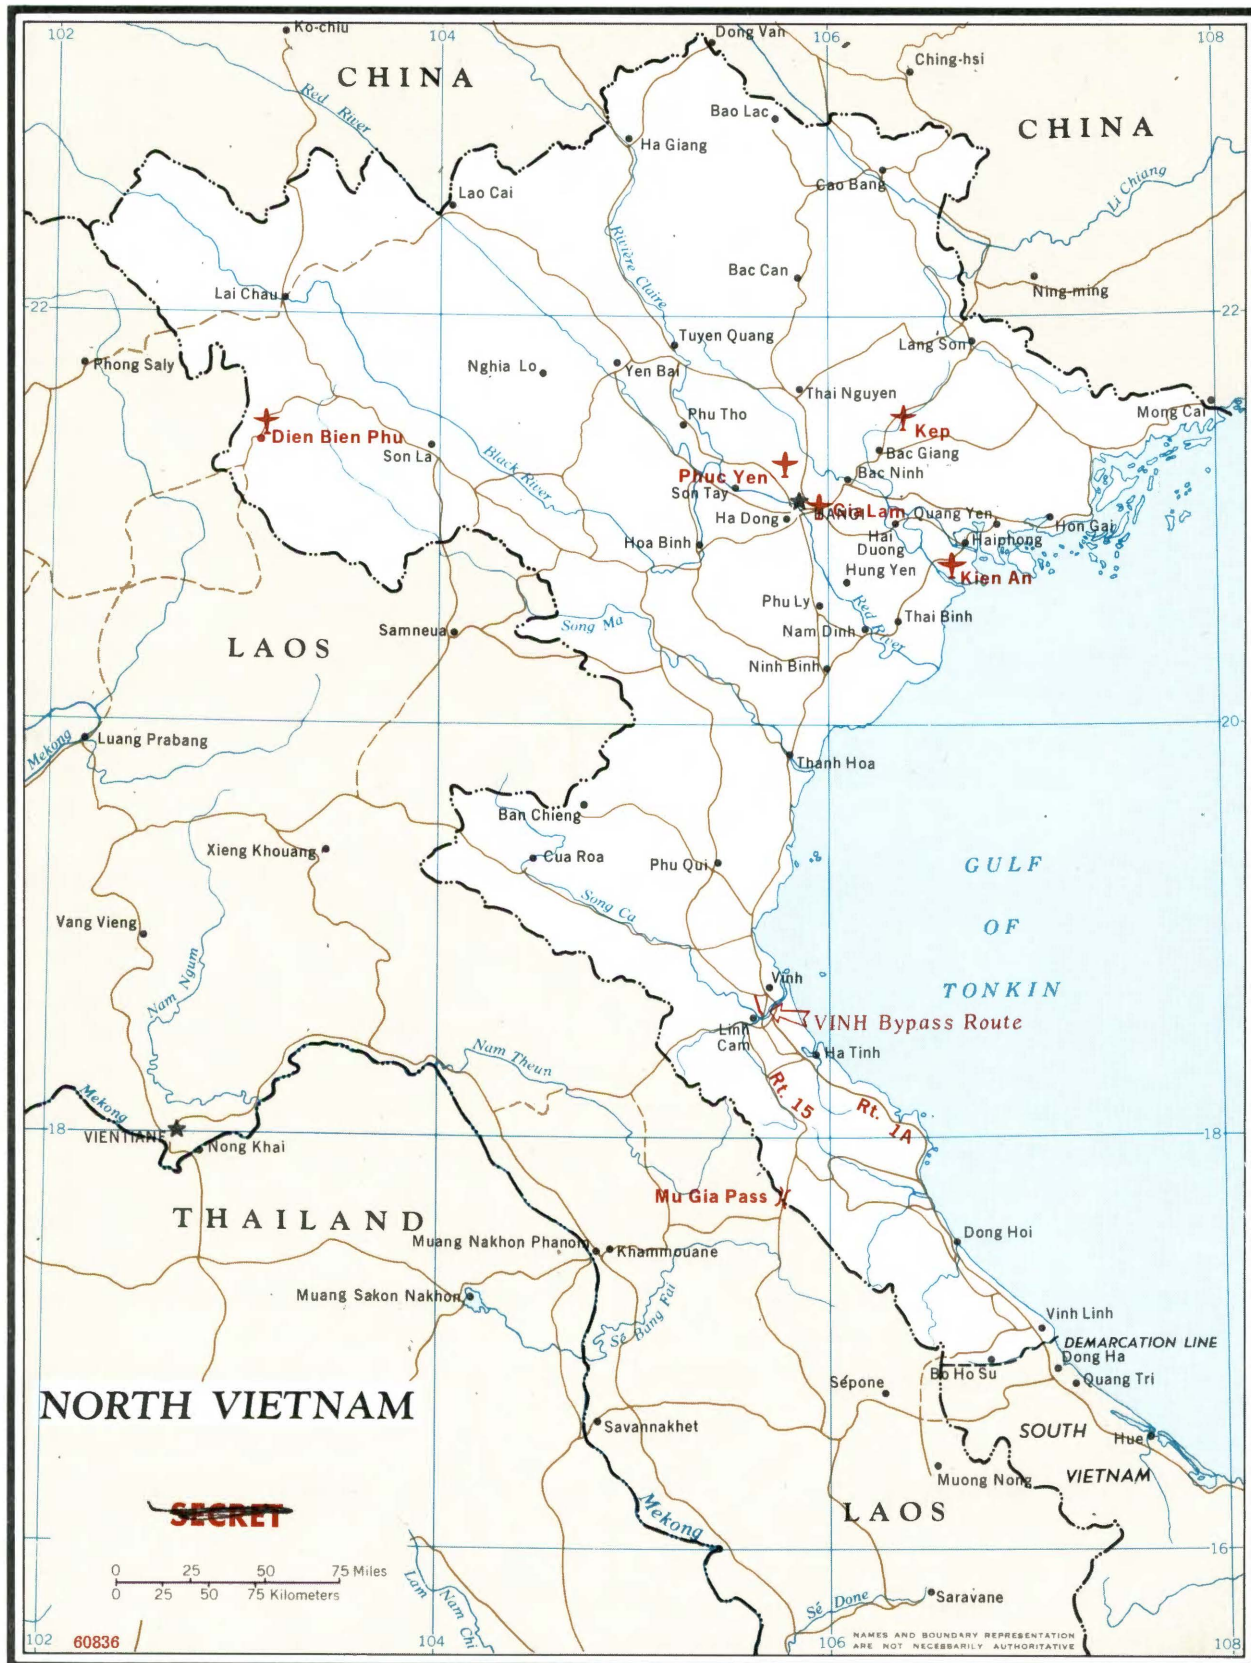 102
104
106
108
Ko-chiu
Dong Van
Ching-hsi
CHINA
Red River
Bao Lac
CHINA
Ha Giang
Cao Bang
Li Chiang
Lao Cai
Rivière Claire
Bac Can
Ning-ming
Lai Chau
22
22
Tuyen Quang
Lang Son
Phong Saly
Nghia Lo
Yen Bai
Thai Nguyen
Mong Cai
Phu Tho
Kep
Dien Bien Phu
Son La
Black River
Bac Giang
Phuc Yen
Bac Ninh
Son Tay
Gia Lam
Quang Yen
Ha Dong
HANOI
Hon Gai
Hoa Binh
Hai
Duong
Haiphong
Hung Yen
Kien An
Phu Ly
Red River
Thai Binh
Song Ma
Samneua
Nam Dinh
LAOS
Ninh Binh
20
Mekong
Luang Prabang
Thanh Hoa
Ban Chieng
Xieng Khouang
Cua Roa
Phu Qui
GULF
OF
TONKIN
Song Ca
Vang Vieng
Nam Ngum
Vinh
Linh
Cam
VINH Bypass Route
Nam Theun
Ha Tinh
Rt. 15
Rt.
1A
Mekong
18
VIENTIANE
18
Nong Khai
Mu Gia Pass
THAILAND
Muang Nakhon Phanom
Khammouane
Dong Hoi
Muang Sakon Nakhon
Sé Bang Fai
Vinh Linh
DEMARCATION LINE
Dong Ha
Bo Ho Su
Quang Tri
Sépone
NORTH VIETNAM
Savannakhet
SOUTH
VIETNAM
Hue
Muong Nong
Mekong
LAOS
SECRET
16
0 25 50 75 Miles
0 25 50 75 Kilometers
Lam
Nam Chi
Sé Done
Saravane
NAMES AND BOUNDARY REPRESENTATION
ARE NOT NECESSARILY AUTHORITATIVE
102
60836
104
106
108